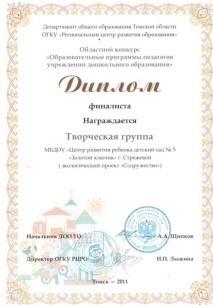 Департамент общего образования Томской области
ОГКУ «Региональный центр развития образования»
Областной конкурс
«Образовательные программы педагогов
учреждений дошкольного образования»
Диплом
финалиста
Награждается
Творческая группа
МБДОУ «Центр развития ребенка детский сад № 5
«Золотой ключик» г. Стрежевой
( экологический проект «Содружество»)
Начальник ДОО ТО А.А. Щипков
Директор ОГКУ РЦРО Н.П. Лыжина
Томск – 2011